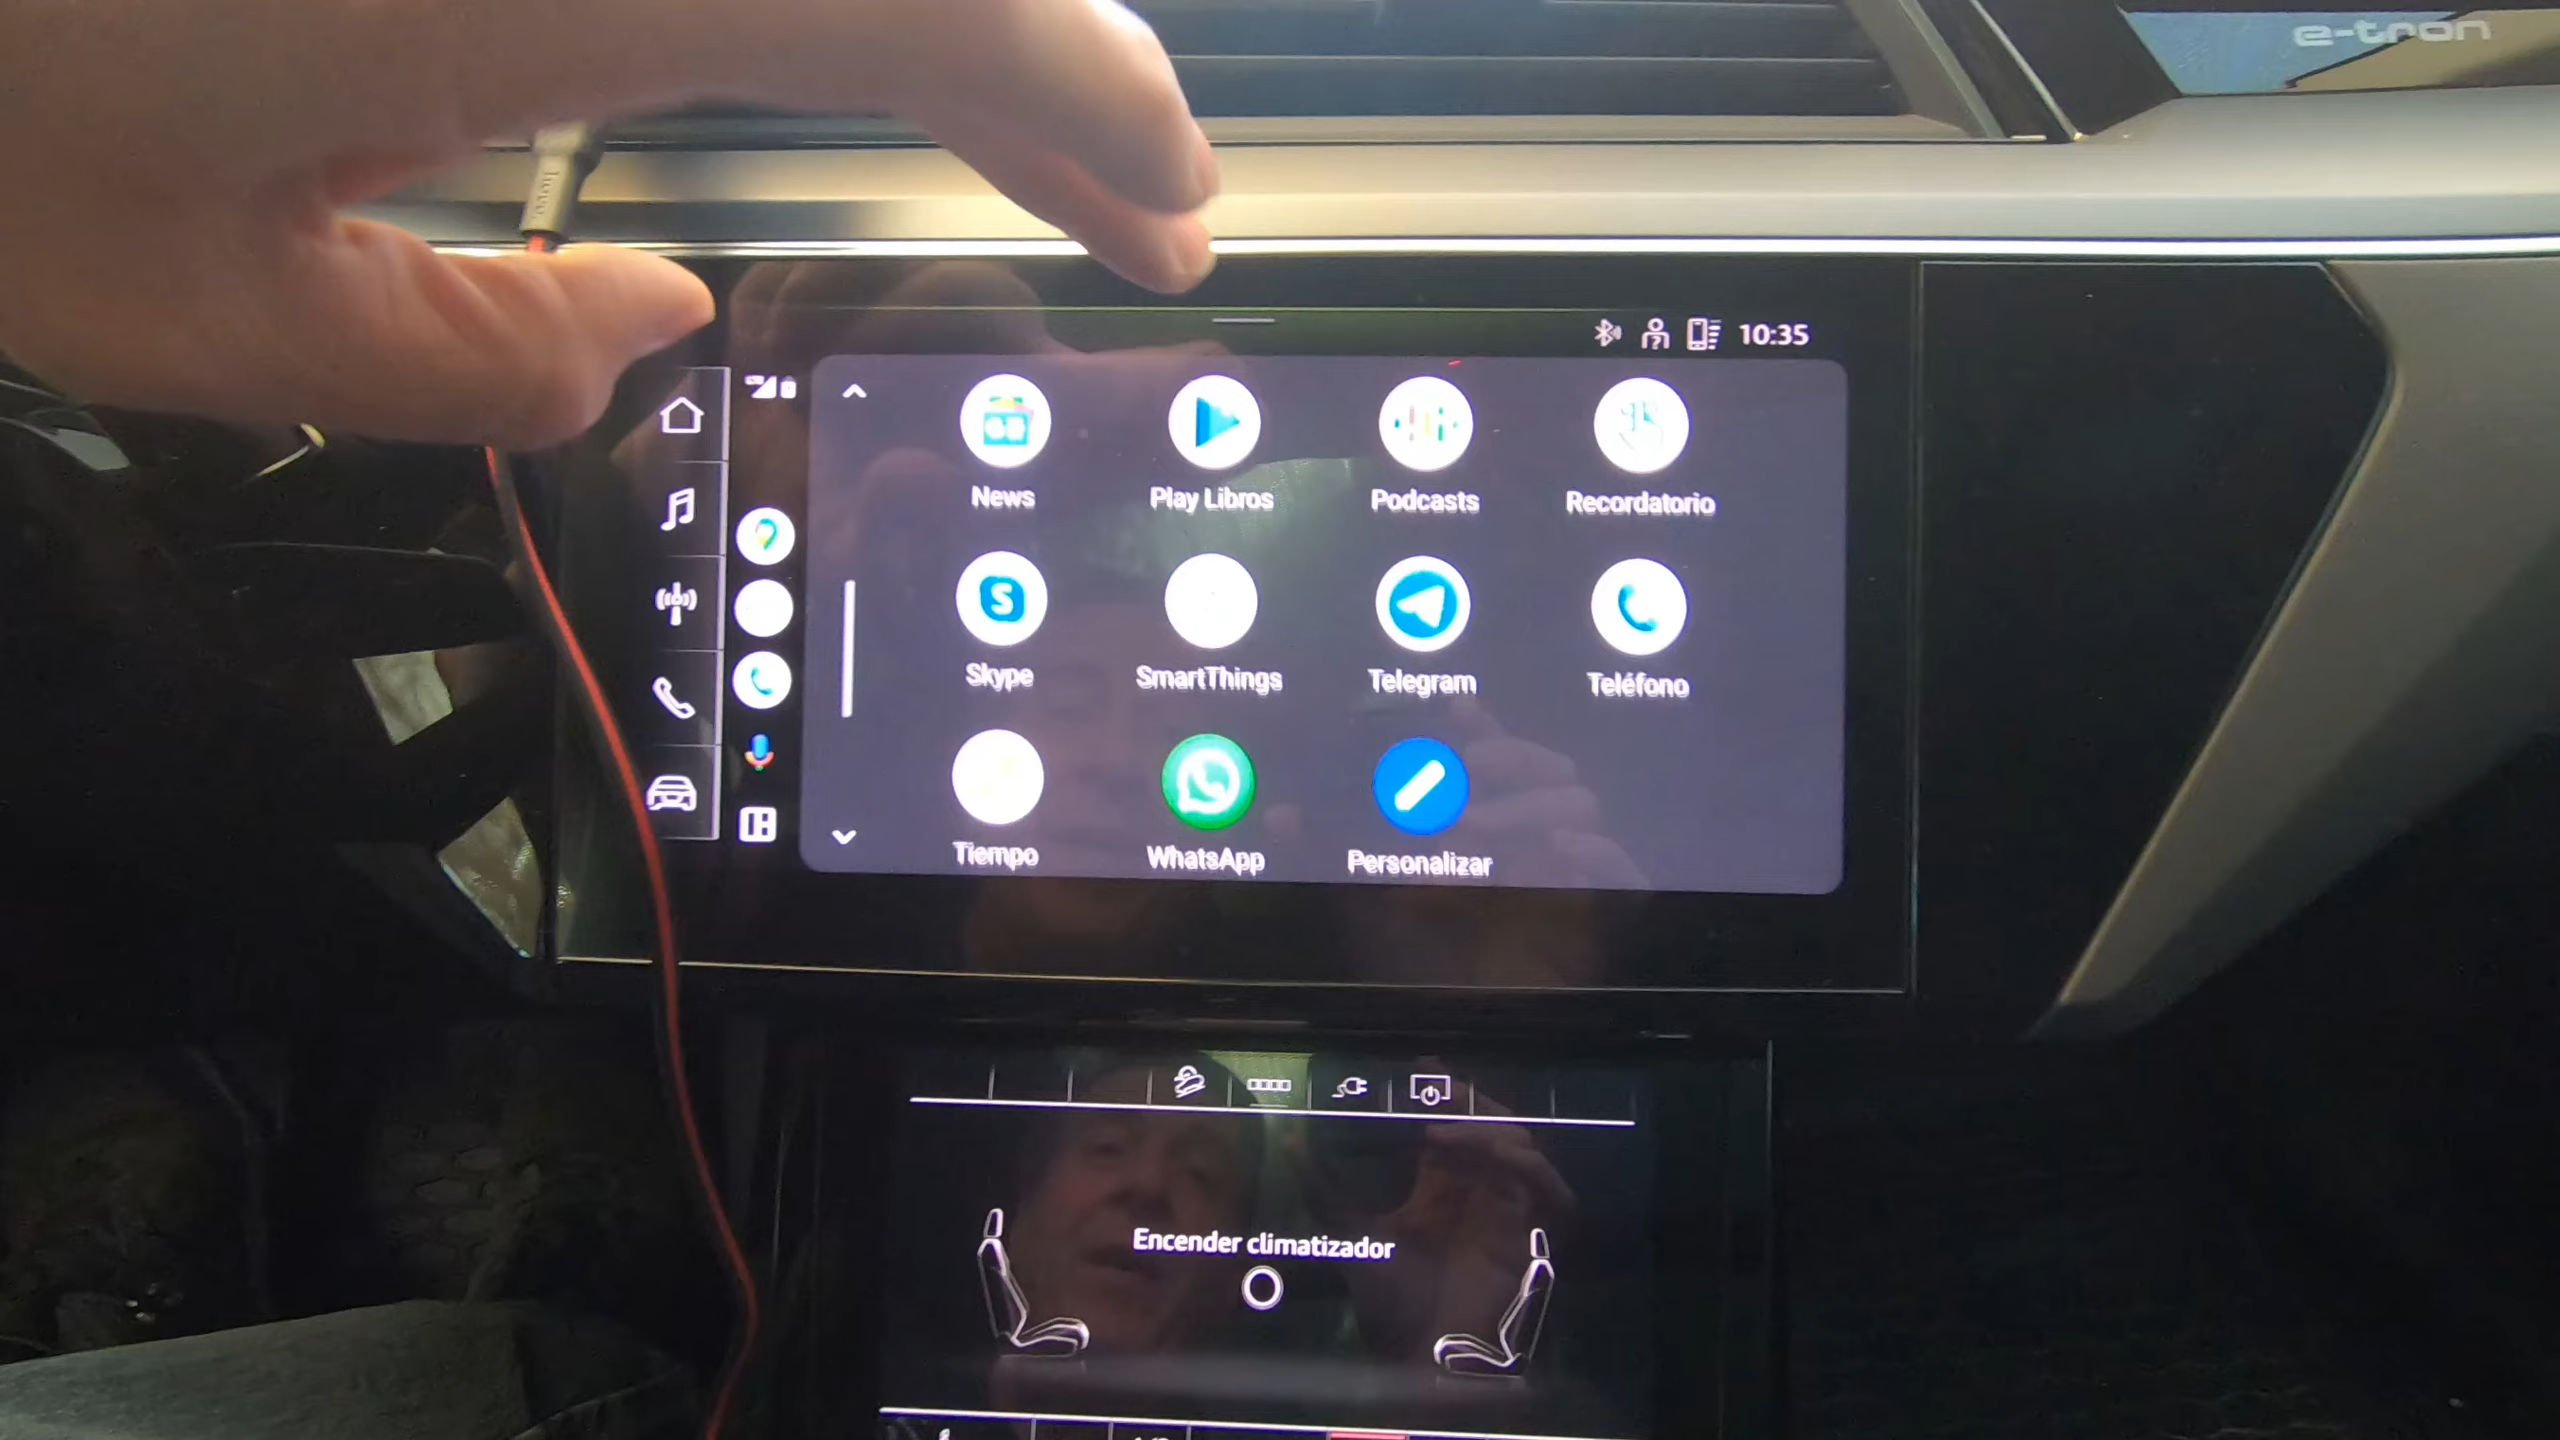 e-tron
10:35
News
Play Libros
Podcasts
Recordatorio
Skype
SmartThings
Telegram
Teléfono
Tiempo
WhatsApp
Personalizar
Encender climatizador